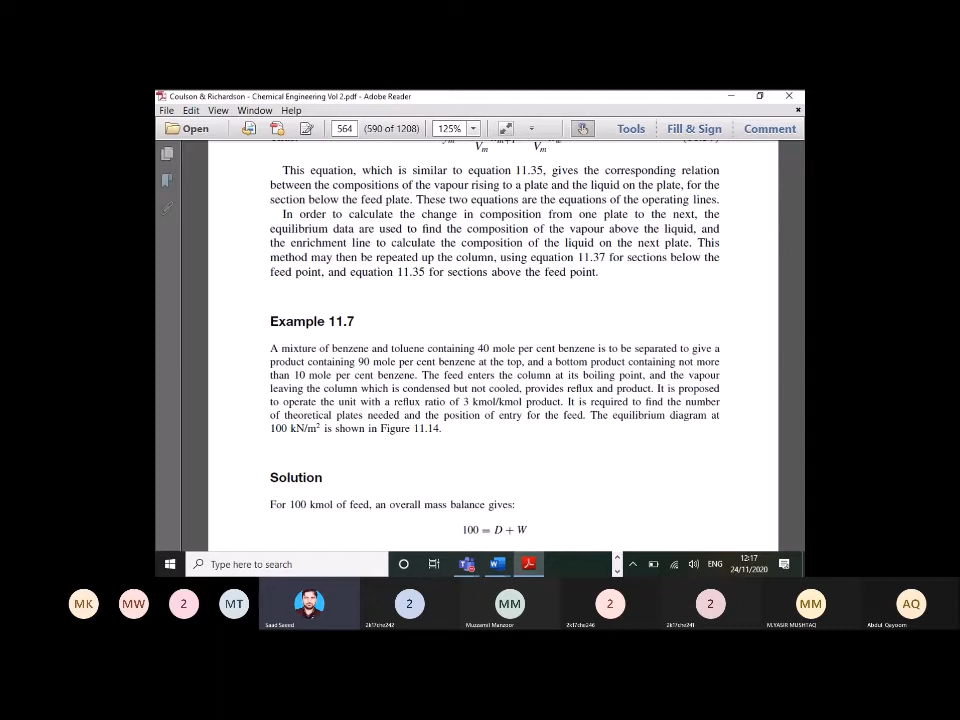 Coulson & Richardson - Chemical Engineering Vol 2.pdf - Adobe Reader
File Edit View Window Help
Open 564 (590 of 1208) 125% Tools Fill & Sign Comment
This equation, which is similar to equation 11.35, gives the corresponding relation
between the compositions of the vapour rising to a plate and the liquid on the plate, for the
section below the feed plate. These two equations are the equations of the operating lines.
In order to calculate the change in composition from one plate to the next, the
equilibrium data are used to find the composition of the vapour above the liquid, and
the enrichment line to calculate the composition of the liquid on the next plate. This
method may then be repeated up the column, using equation 11.37 for sections below the
feed point, and equation 11.35 for sections above the feed point.
Example 11.7
A mixture of benzene and toluene containing 40 mole per cent benzene is to be separated to give a
product containing 90 mole per cent benzene at the top, and a bottom product containing not more
than 10 mole per cent benzene. The feed enters the column at its boiling point, and the vapour
leaving the column which is condensed but not cooled, provides reflux and product. It is proposed
to operate the unit with a reflux ratio of 3 kmol/kmol product. It is required to find the number
of theoretical plates needed and the position of entry for the feed. The equilibrium diagram at
100 kN/m² is shown in Figure 11.14.
Solution
For 100 kmol of feed, an overall mass balance gives:
100 = D + W
Type here to search
ENG
12:17
24/11/2020
MK MW 2 MT 2 MM 2 2 MM AQ
Saad Saeed 2k17che242 Muzzamil Manzoor 2k17che246 2k17che241 M.YASIR MUSHTAQ Abdul Qayoom